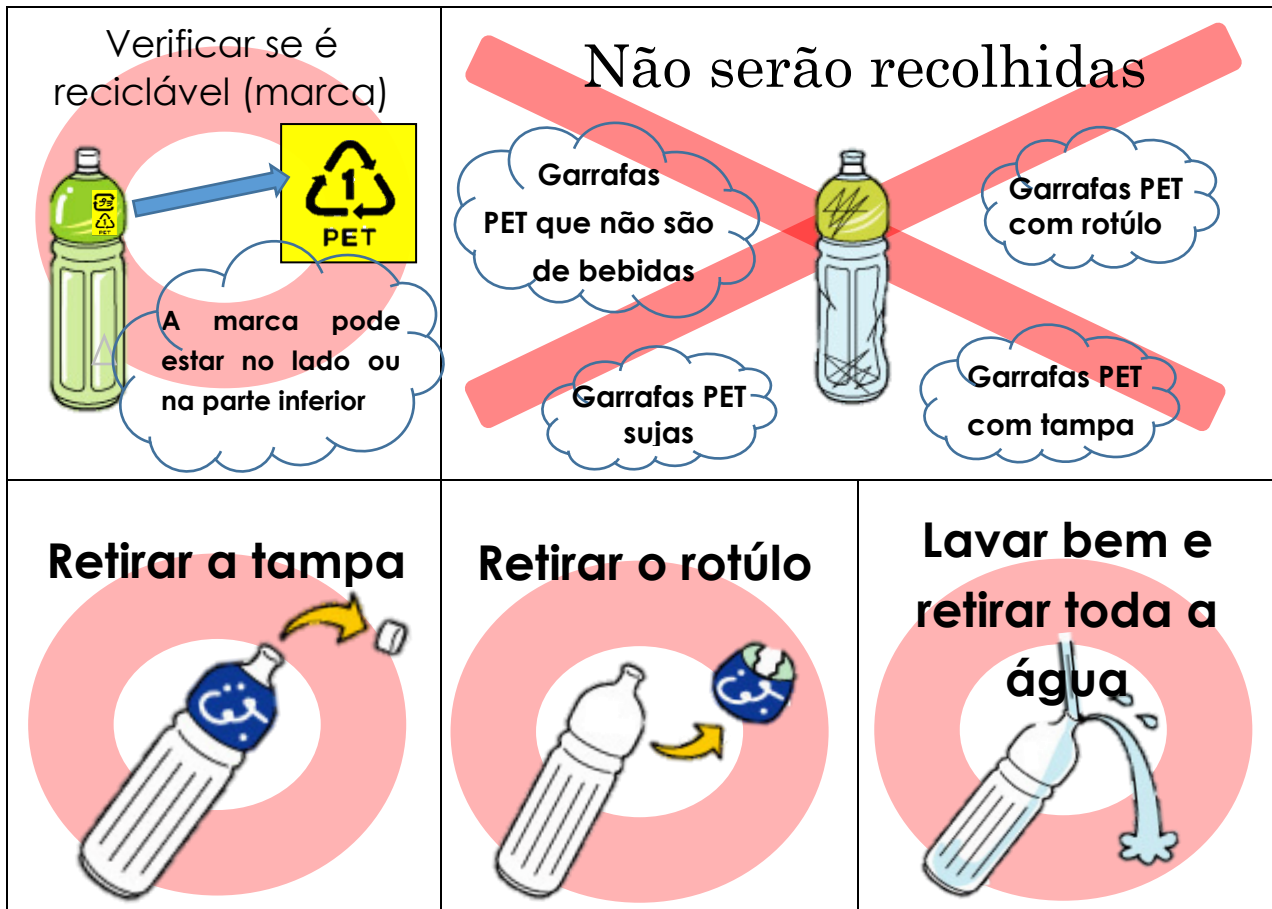 Verificar se é
reciclável (marca)
1
PET
A marca pode
estar no lado ou
na parte inferior
Não serão recolhidas
Garrafas
PET que não são
de bebidas
Garrafas PET
com rotúlo
Garrafas PET
sujas
Garrafas PET
com tampa
Retirar a tampa
Retirar o rotúlo
Lavar bem e
retirar toda a
água